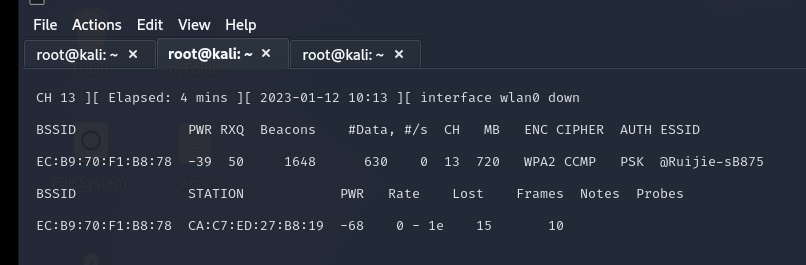 File Actions Edit View Help
root@kali: ~ × root@kali: ~ × root@kali: ~ ×
CH 13 ][ Elapsed: 4 mins ][ 2023-01-12 10:13 ][ interface wlan0 down
BSSID PWR RXQ Beacons #Data, #/s CH MB ENC CIPHER AUTH ESSID
EC:B9:70:F1:B8:78 -39 50 1648 630 0 13 720 WPA2 CCMP PSK @Ruijie-sB875
BSSID STATION PWR Rate Lost Frames Notes Probes
EC:B9:70:F1:B8:78 CA:C7:ED:27:B8:19 -68 0 - 1e 15 10
File System